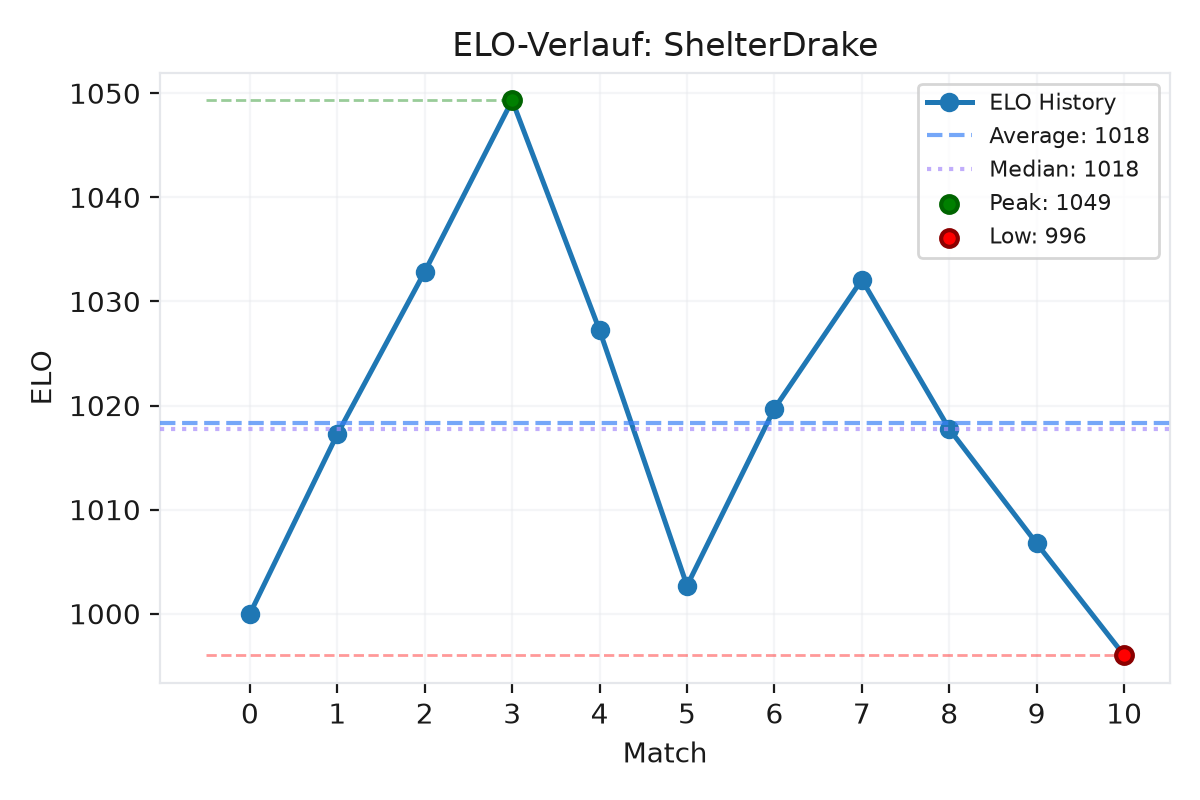 ELO-Verlauf: ShelterDrake
ELO History
Average: 1018
Median: 1018
Peak: 1049
Low: 996
ELO
1050
1040
1030
1020
1010
1000
0 1 2 3 4 5 6 7 8 9 10
Match